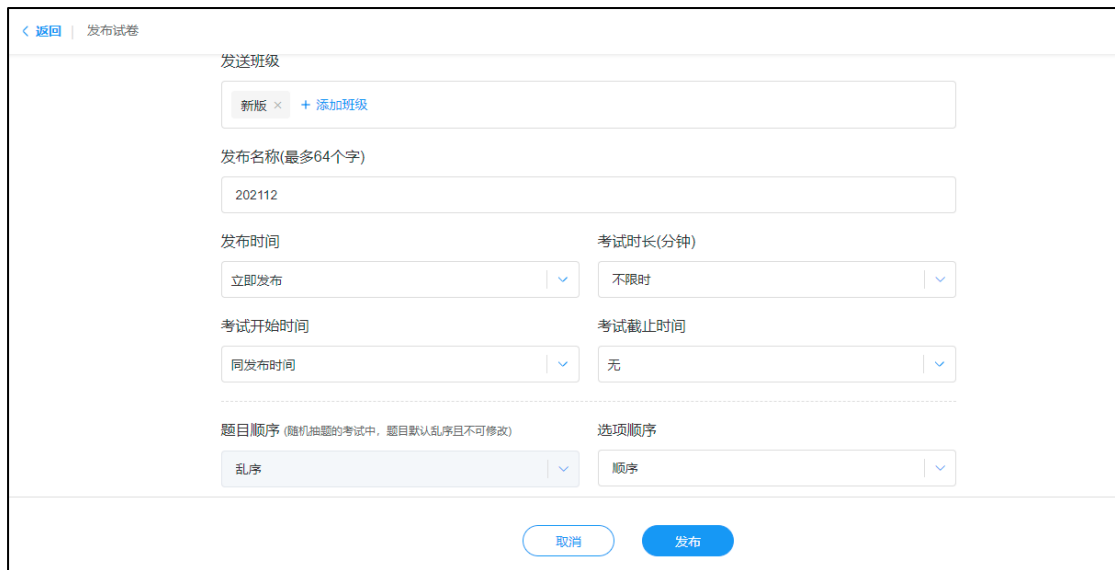 返回 | 发布试卷
发送班级
新版 × + 添加班级
发布名称(最多64个字)
202112
发布时间 考试时长(分钟)
立即发布 不限时
考试开始时间 考试截止时间
同发布时间 无
题目顺序 (随机抽题的考试中，题目默认乱序且不可修改) 选项顺序
乱序 顺序
取消 发布